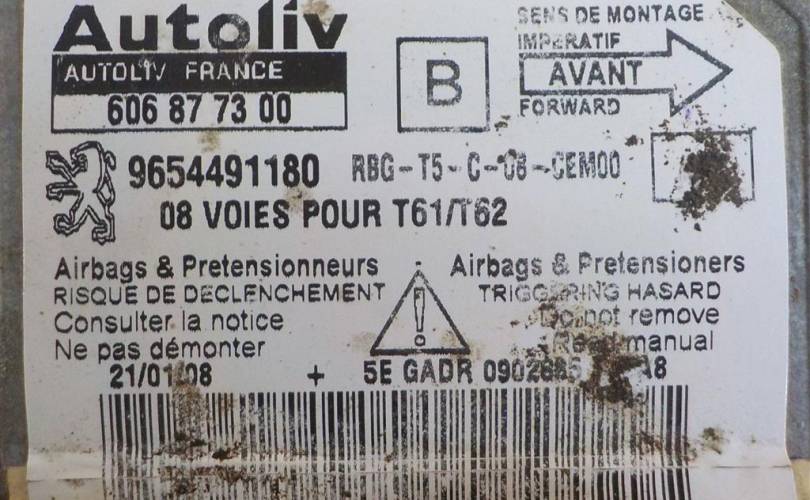 Autoliv
AUTOLIV FRANCE
606 87 73 00
B
SENS DE MONTAGE
IMPERATIF
AVANT
FORWARD
9654491180 RBG-T5-C-08-CEM00
08 VOIES POUR T61/T62
Airbags & Pretensionneurs
RISQUE DE DECLENCHEMENT
Consulter la notice
Ne pas démonter
Airbags & Pretensioners
TRIGGERING HASARD
Do not remove
Read manual
21/01/08 + 5E GADR